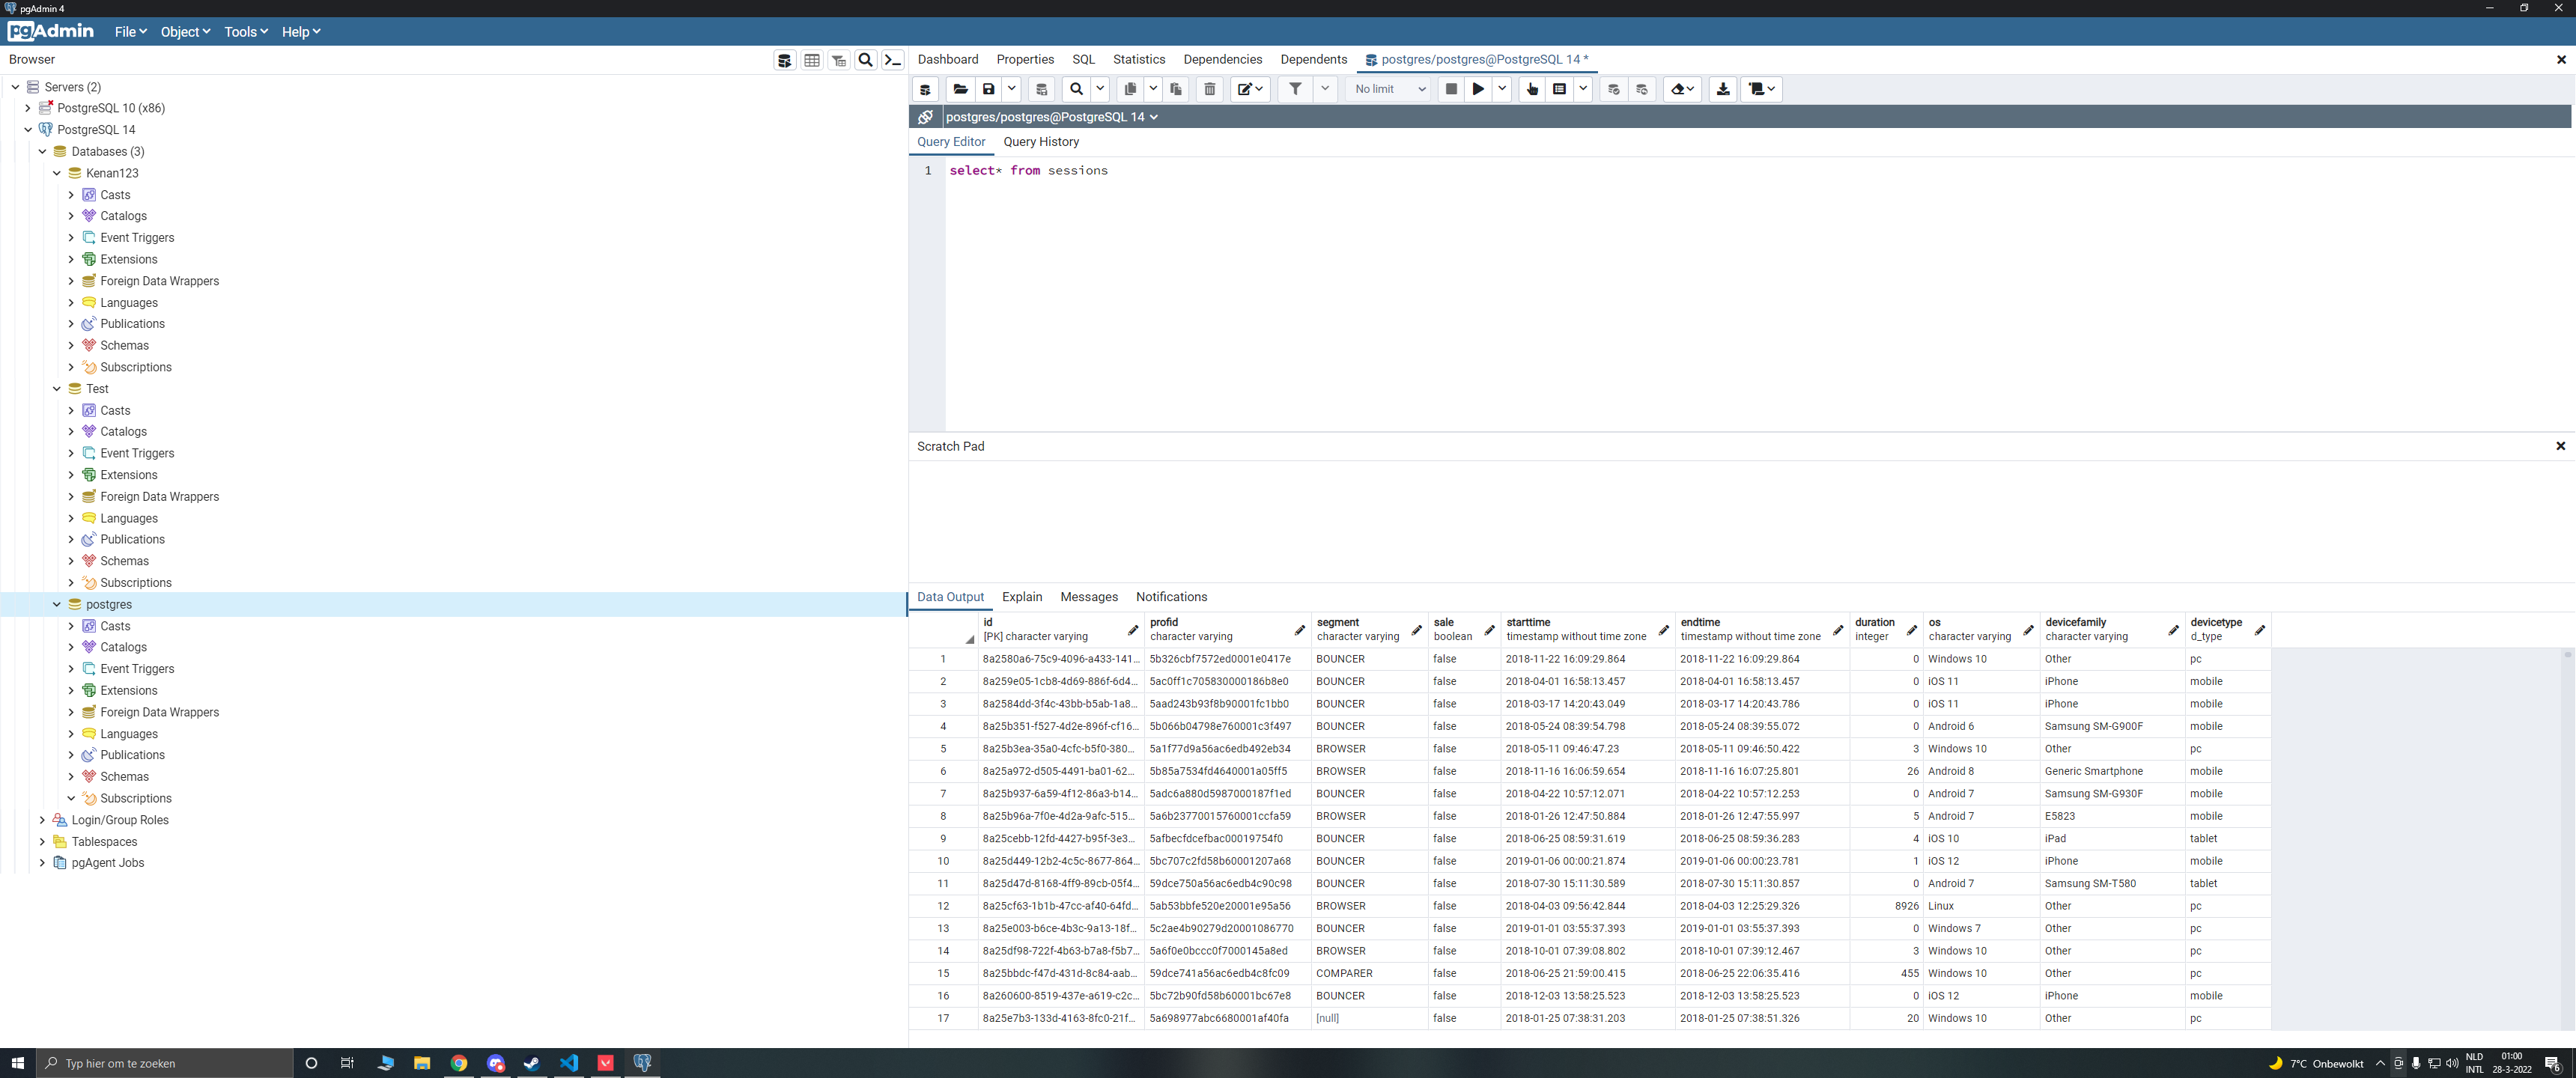 pgAdmin 4
pgAdmin File Object Tools Help
Browser
Servers (2)
PostgreSQL 10 (x86)
PostgreSQL 14
Databases (3)
Kenan123
Casts
Catalogs
Event Triggers
Extensions
Foreign Data Wrappers
Languages
Publications
Schemas
Subscriptions
Test
Casts
Catalogs
Event Triggers
Extensions
Foreign Data Wrappers
Languages
Publications
Schemas
Subscriptions
postgres
Casts
Catalogs
Event Triggers
Extensions
Foreign Data Wrappers
Languages
Publications
Schemas
Subscriptions
Login/Group Roles
Tablespaces
pgAgent Jobs
Dashboard Properties SQL Statistics Dependencies Dependents postgres/postgres@PostgreSQL 14 *
No limit
postgres/postgres@PostgreSQL 14
Query Editor Query History
1 select* from sessions
Scratch Pad
Data Output Explain Messages Notifications
id profid segment sale starttime endtime duration os devicefamily devicetype
[PK] character varying character varying character varying boolean timestamp without time zone timestamp without time zone integer character varying character varying d_type
1 8a2580a6-75c9-4096-a433-141... 5b326cbf7572ed0001e0417e BOUNCER false 2018-11-22 16:09:29.864 2018-11-22 16:09:29.864 0 Windows 10 Other pc
2 8a259e05-1cb8-4d69-886f-6d4... 5ac0ff1c705830000186b8e0 BOUNCER false 2018-04-01 16:58:13.457 2018-04-01 16:58:13.457 0 iOS 11 iPhone mobile
3 8a2584dd-3f4c-43bb-b5ab-1a8... 5aad243b93f8b90001fc1bb0 BOUNCER false 2018-03-17 14:20:43.049 2018-03-17 14:20:43.786 0 iOS 11 iPhone mobile
4 8a25b351-f527-4d2e-896f-cf16... 5b066b04798e760001c3f497 BOUNCER false 2018-05-24 08:39:54.798 2018-05-24 08:39:55.072 0 Android 6 Samsung SM-G900F mobile
5 8a25b3ea-35a0-4cfc-b5f0-380... 5a1f77d9a56ac6edb492eb34 BROWSER false 2018-05-11 09:46:47.23 2018-05-11 09:46:50.422 3 Windows 10 Other pc
6 8a25a972-d505-4491-ba01-62... 5b85a7534fd4640001a05ff5 BROWSER false 2018-11-16 16:06:59.654 2018-11-16 16:07:25.801 26 Android 8 Generic Smartphone mobile
7 8a25b937-6a59-4f12-86a3-b14... 5adc6a880d5987000187f1ed BOUNCER false 2018-04-22 10:57:12.071 2018-04-22 10:57:12.253 0 Android 7 Samsung SM-G930F mobile
8 8a25b96a-7f0e-4d2a-9afc-515... 5a6b23770015760001ccfa59 BROWSER false 2018-01-26 12:47:50.884 2018-01-26 12:47:55.997 5 Android 7 E5823 mobile
9 8a25cebb-12fd-4427-b95f-3e3... 5afbecfdcefbac00019754f0 BOUNCER false 2018-06-25 08:59:31.619 2018-06-25 08:59:36.283 4 iOS 10 iPad tablet
10 8a25d449-12b2-4c5c-8677-864... 5bc707c2fd58b60001207a68 BOUNCER false 2019-01-06 00:00:21.874 2019-01-06 00:00:23.781 1 iOS 12 iPhone mobile
11 8a25d47d-8168-4ff9-89cb-05f4... 59dce750a56ac6edb4c90c98 BOUNCER false 2018-07-30 15:11:30.589 2018-07-30 15:11:30.857 0 Android 7 Samsung SM-T580 tablet
12 8a25cf63-1b1b-47cc-af40-64fd... 5ab53bbfe520e20001e95a56 BROWSER false 2018-04-03 09:56:42.844 2018-04-03 12:25:29.326 8926 Linux Other pc
13 8a25e003-b6ce-4b3c-9a13-18f... 5c2ae4b90279d20001086770 BOUNCER false 2019-01-01 03:55:37.393 2019-01-01 03:55:37.393 0 Windows 7 Other pc
14 8a25df98-722f-4b63-b7a8-f5b7... 5a6f0e0bccc0f7000145a8ed BROWSER false 2018-10-01 07:39:08.802 2018-10-01 07:39:12.467 3 Windows 10 Other pc
15 8a25bbdc-f47d-431d-8c84-aab... 59dce741a56ac6edb4c8fc09 COMPARER false 2018-06-25 21:59:00.415 2018-06-25 22:06:35.416 455 Windows 10 Other pc
16 8a260600-8519-437e-a619-c2c... 5bc72b90fd58b60001bc67e8 BOUNCER false 2018-12-03 13:58:25.523 2018-12-03 13:58:25.523 0 iOS 12 iPhone mobile
17 8a25e7b3-133d-4163-8fc0-21f... 5a698977abc6680001af40fa [null] false 2018-01-25 07:38:31.203 2018-01-25 07:38:51.326 20 Windows 10 Other pc
Typ hier om te zoeken
7°C Onbewolkt
NLD
INTL
01:00
28-3-2022
6